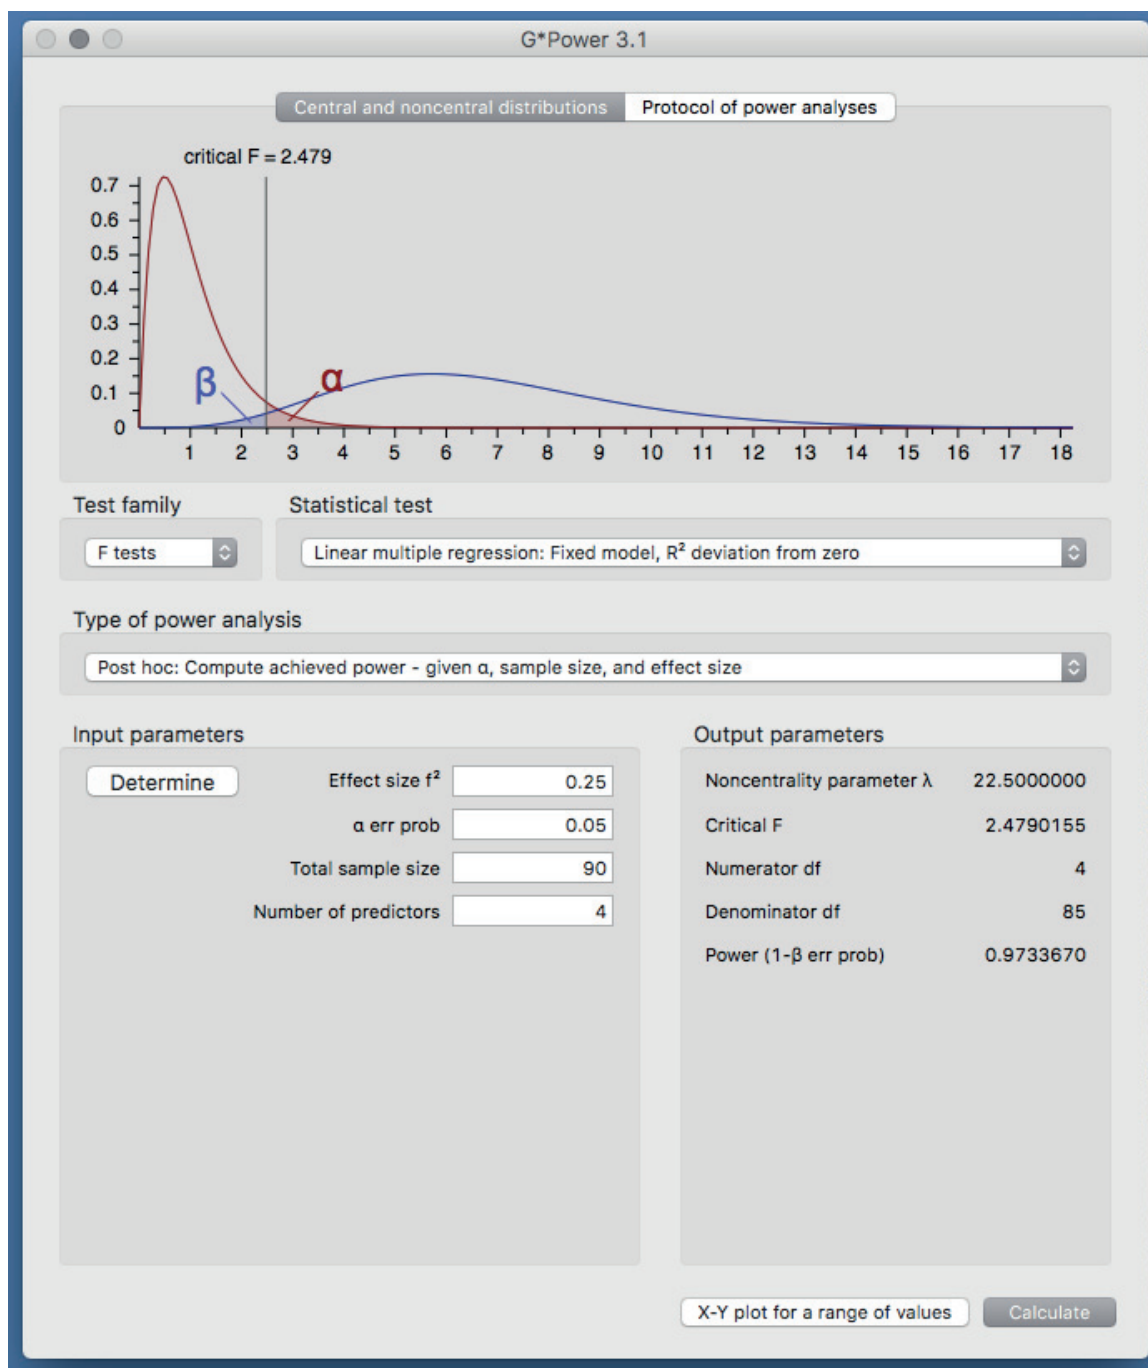 G*Power 3.1
Central and noncentral distributions Protocol of power analyses
critical F = 2.479
0.7
0.6
0.5
0.4
0.3
0.2
0.1
0
β α
1 2 3 4 5 6 7 8 9 10 11 12 13 14 15 16 17 18
Test family Statistical test
F tests Linear multiple regression: Fixed model, R² deviation from zero
Type of power analysis
Post hoc: Compute achieved power - given α, sample size, and effect size
Input parameters Output parameters
Determine Effect size f² 0.25 Noncentrality parameter λ 22.5000000
α err prob 0.05 Critical F 2.4790155
Total sample size 90 Numerator df 4
Number of predictors 4 Denominator df 85
Power (1-β err prob) 0.9733670
X-Y plot for a range of values Calculate